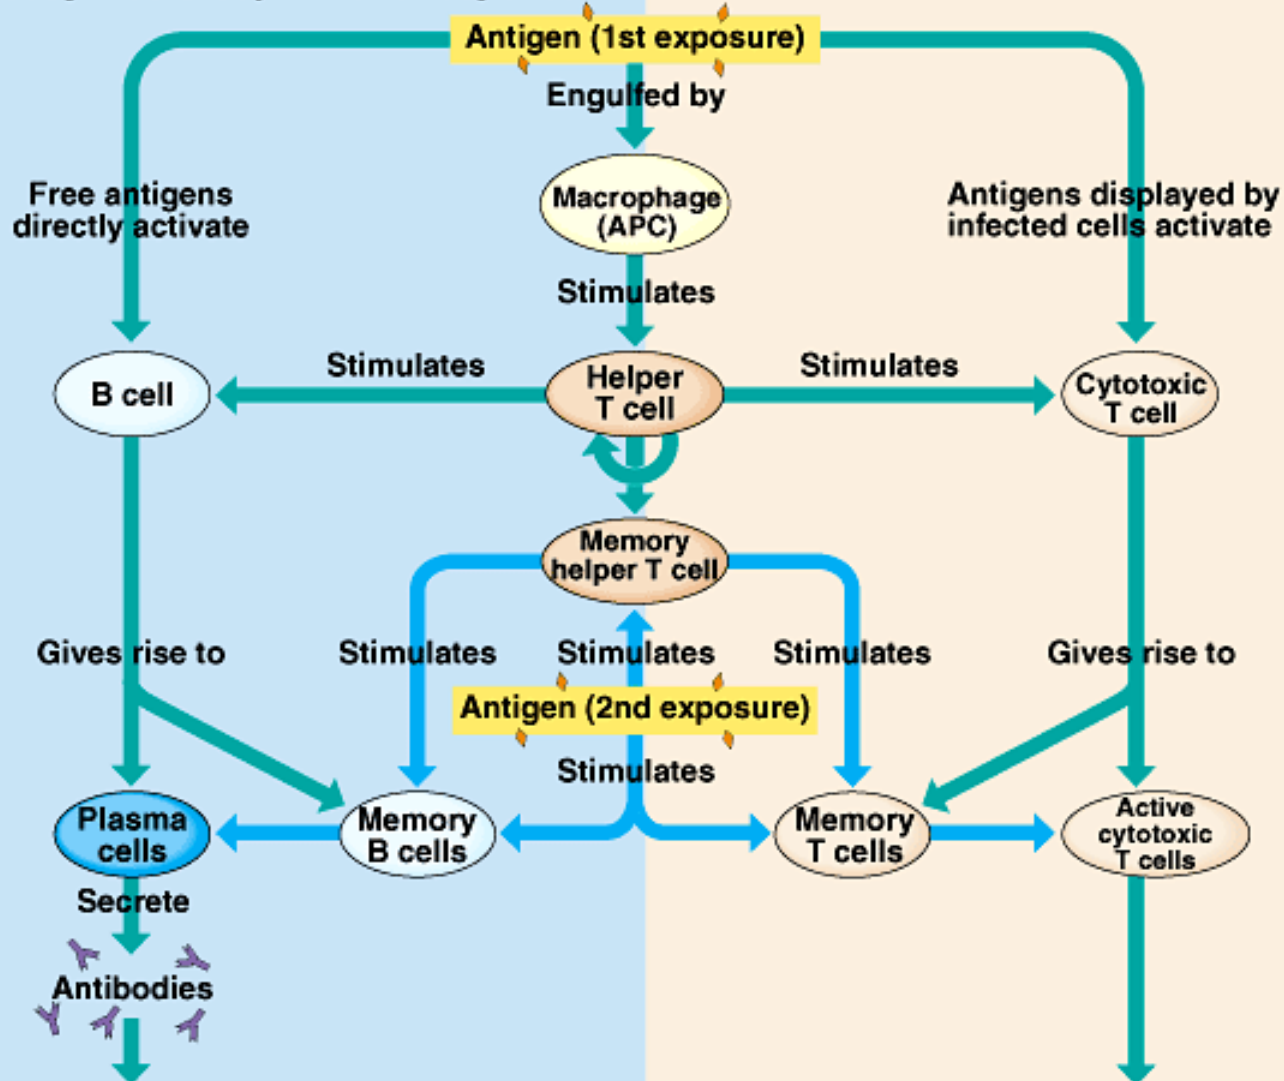 Antigen (1st exposure)
Engulfed by
Free antigens
directly activate
Macrophage
(APC)
Antigens displayed by
infected cells activate
Stimulates
B cell
Stimulates
Helper
T cell
Stimulates
Cytotoxic
T cell
Memory
helper T cell
Gives rise to
Stimulates
Stimulates
Stimulates
Gives rise to
Antigen (2nd exposure)
Stimulates
Plasma
cells
Memory
B cells
Memory
T cells
Active
cytotoxic
T cells
Secrete
Antibodies